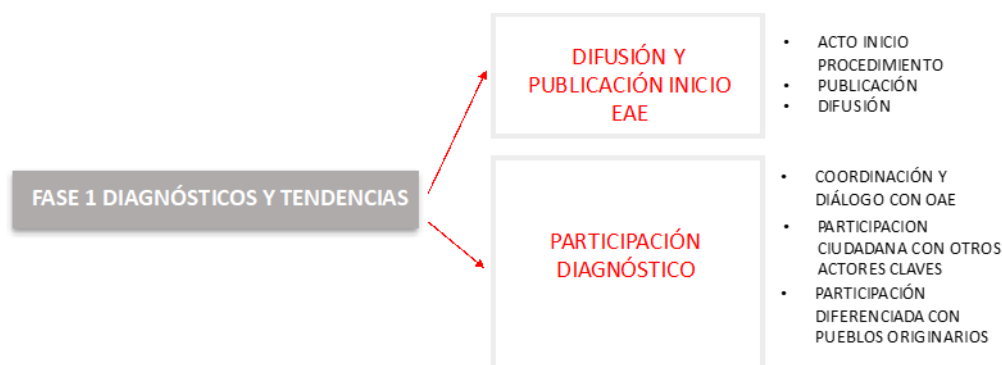 DIFUSIÓN Y
PUBLICACIÓN INICIO
EAE
• ACTO INICIO
PROCEDIMIENTO
• PUBLICACIÓN
• DIFUSIÓN
FASE 1 DIAGNÓSTICOS Y TENDENCIAS
PARTICIPACIÓN
DIAGNÓSTICO
• COORDINACIÓN Y
DIÁLOGO CON OAE
• PARTICIPACION
CIUDADANA CON OTROS
ACTORES CLAVES
• PARTICIPACIÓN
DIFERENCIADA CON
PUEBLOS ORIGINARIOS